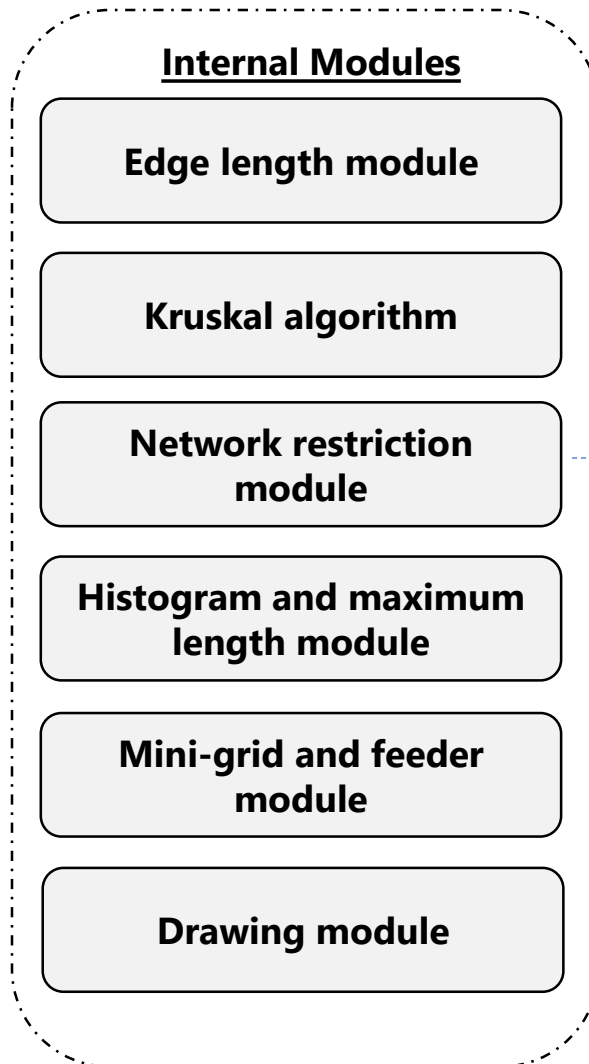 Internal Modules
Edge length module
Kruskal algorithm
Network restriction
module
Histogram and maximum
length module
Mini-grid and feeder
module
Drawing module